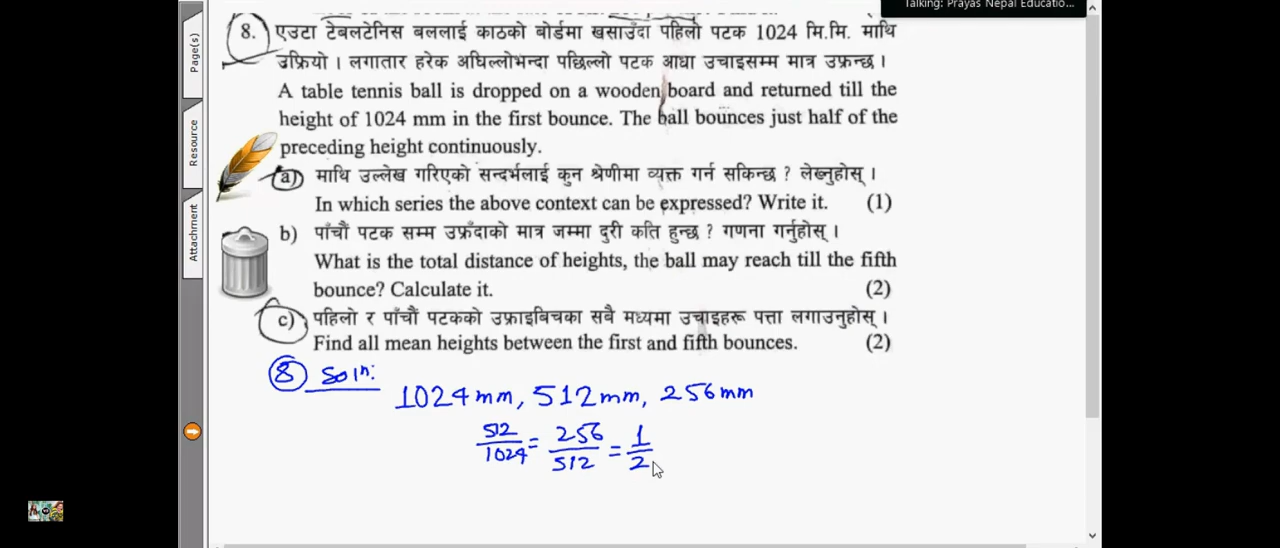 Talking: Prayas Nepal Educatio...
Page(s)
Resource
Attachment
8. एउटा टेबलटेनिस बललाई काठको बोर्डमा खसाउँदा पहिलो पटक 1024 मि.मि. माथि
उफ्रियो । लगातार हरेक अघिल्लोभन्दा पछिल्लो पटक आधा उचाइसम्म मात्र उफ्रन्छ ।
A table tennis ball is dropped on a wooden board and returned till the
height of 1024 mm in the first bounce. The ball bounces just half of the
preceding height continuously.
a) माथि उल्लेख गरिएको सन्दर्भलाई कुन श्रेणीमा व्यक्त गर्न सकिन्छ ? लेख्नुहोस् ।
In which series the above context can be expressed? Write it. (1)
b) पाँचौं पटक सम्म उफ्रँदाको मात्र जम्मा दुरी कति हुन्छ ? गणना गर्नुहोस् ।
What is the total distance of heights, the ball may reach till the fifth
bounce? Calculate it. (2)
c) पहिलो र पाँचौं पटकको उफ्राइबिचका सबै मध्यमा उचाइहरू पत्ता लगाउनुहोस् ।
Find all mean heights between the first and fifth bounces. (2)
8 Soln:
1024mm, 512mm, 256mm
512/1024 = 256/512 = 1/2